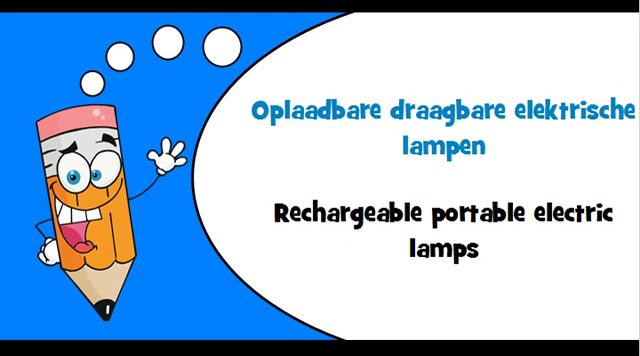 Oplaadbare draagbare elektrische
lampen
Rechargeable portable electric
lamps